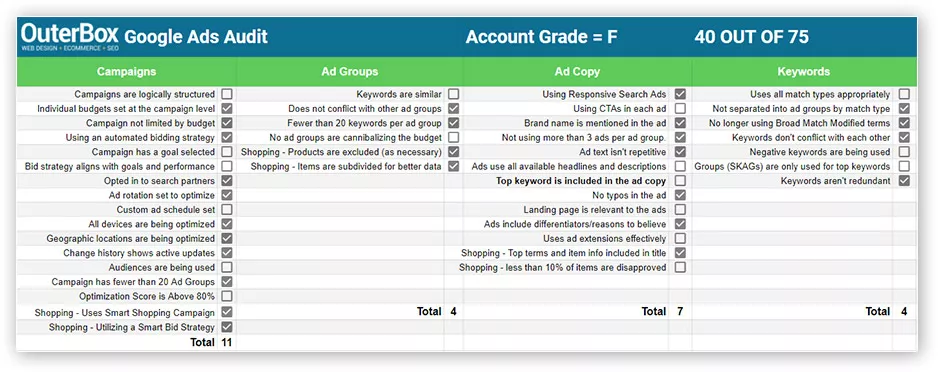 OuterBox
WEB DESIGN + ECOMMERCE + SEO
Google Ads Audit
Account Grade = F
40 OUT OF 75
Campaigns
Campaigns are logically structured
Individual budgets set at the campaign level
Campaign not limited by budget
Using an automated bidding strategy
Campaign has a goal selected
Bid strategy aligns with goals and performance
Opted in to search partners
Ad rotation set to optimize
Custom ad schedule set
All devices are being optimized
Geographic locations are being optimized
Change history shows active updates
Audiences are being used
Campaign has fewer than 20 Ad Groups
Optimization Score is Above 80%
Shopping - Uses Smart Shopping Campaign
Shopping - Utilizing a Smart Bid Strategy
Total 11
Ad Groups
Keywords are similar
Does not conflict with other ad groups
Fewer than 20 keywords per ad group
No ad groups are cannibalizing the budget
Shopping - Products are excluded (as necessary)
Shopping - Items are subdivided for better data
Total 4
Ad Copy
Using Responsive Search Ads
Using CTAs in each ad
Brand name is mentioned in the ad
Not using more than 3 ads per ad group.
Ad text isn't repetitive
Ads use all available headlines and descriptions
Top keyword is included in the ad copy
No typos in the ad
Landing page is relevant to the ads
Ads include differentiators/reasons to believe
Uses ad extensions effectively
Shopping - Top terms and item info included in title
Shopping - less than 10% of items are disapproved
Total 7
Keywords
Uses all match types appropriately
Not separated into ad groups by match type
No longer using Broad Match Modified terms
Keywords don't conflict with each other
Negative keywords are being used
Groups (SKAGs) are only used for top keywords
Keywords aren't redundant
Total 4